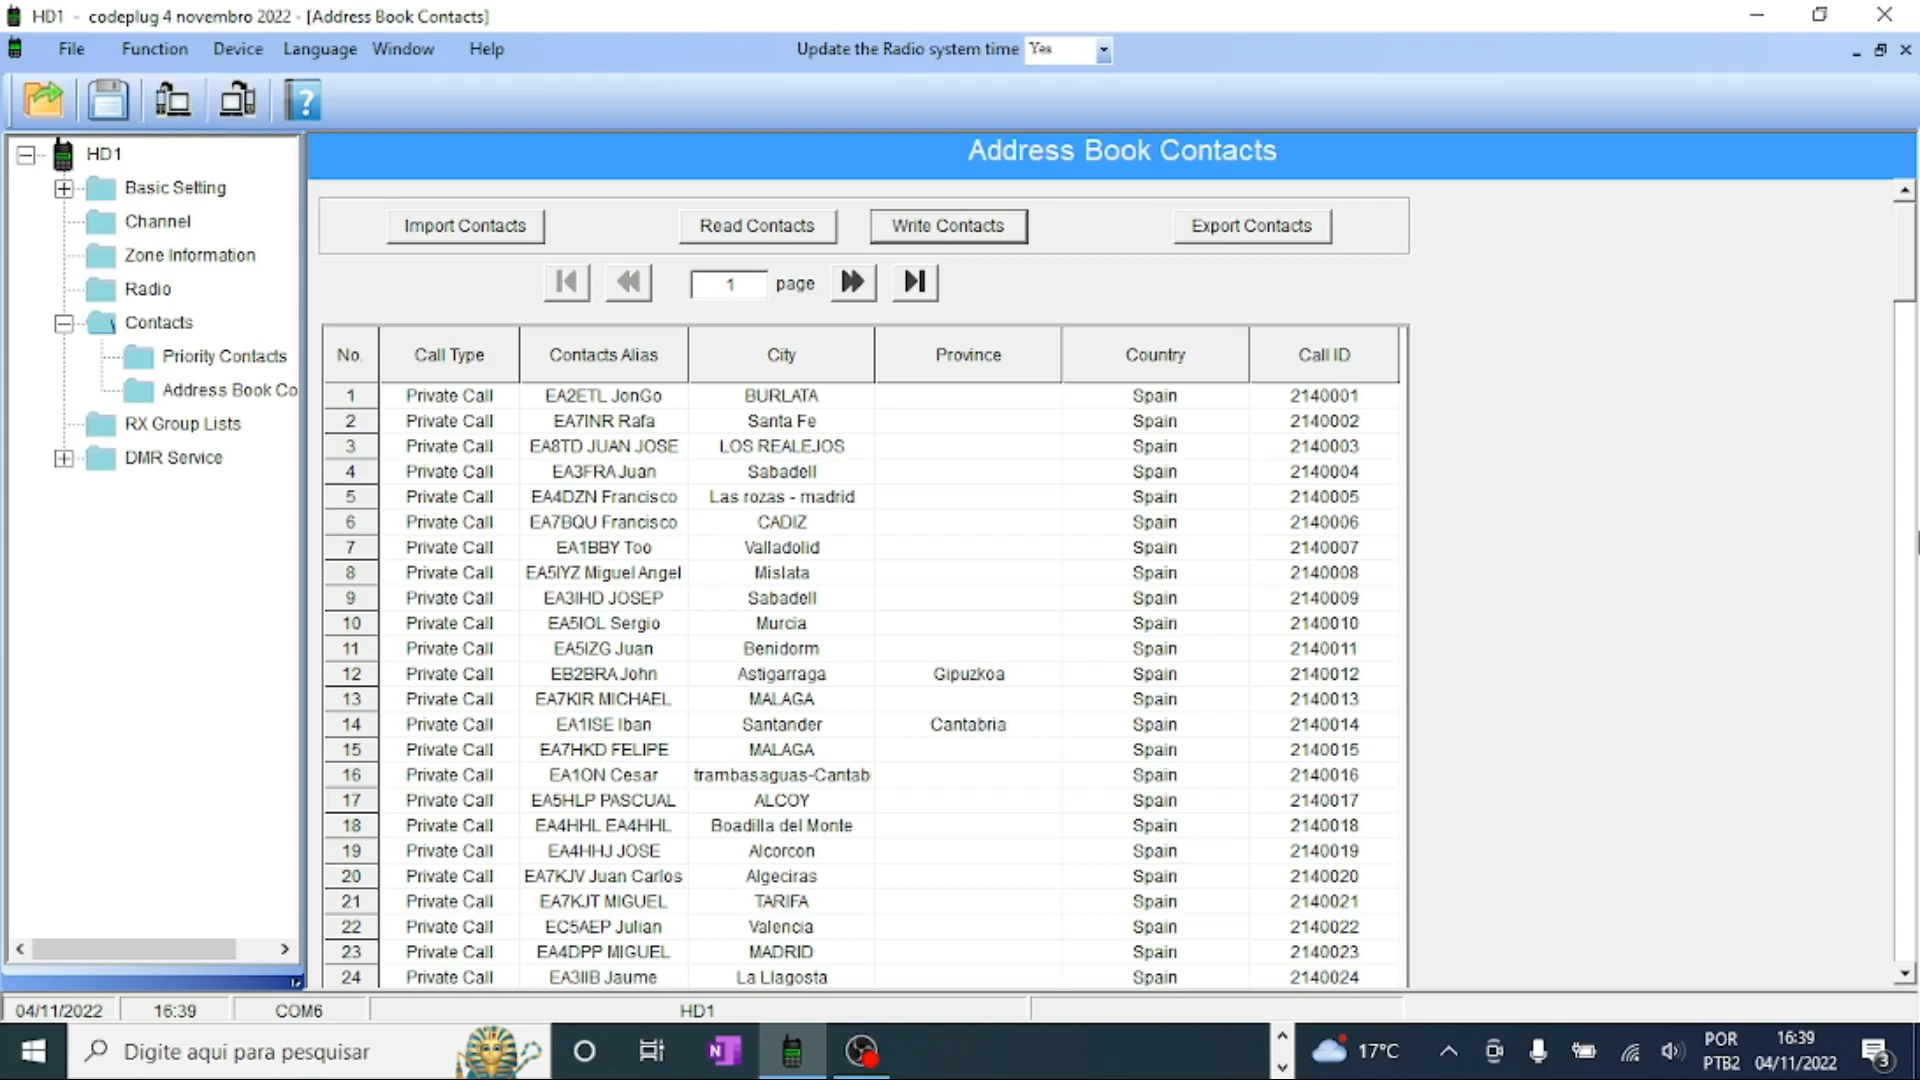 HD1 - codeplug 4 novembro 2022 - [Address Book Contacts]
File Function Device Language Window Help Update the Radio system time Yes
HD1
Basic Setting
Channel
Zone Information
Radio
Contacts
Priority Contacts
Address Book Co
RX Group Lists
DMR Service
Address Book Contacts
Import Contacts Read Contacts Write Contacts Export Contacts
1 page
No. Call Type Contacts Alias City Province Country Call ID
1 Private Call EA2ETL JonGo BURLATA Spain 2140001
2 Private Call EA7INR Rafa Santa Fe Spain 2140002
3 Private Call EA8TD JUAN JOSE LOS REALEJOS Spain 2140003
4 Private Call EA3FRA Juan Sabadell Spain 2140004
5 Private Call EA4DZN Francisco Las rozas - madrid Spain 2140005
6 Private Call EA7BQU Francisco CADIZ Spain 2140006
7 Private Call EA1BBY Too Valladolid Spain 2140007
8 Private Call EA5IYZ Miguel Angel Mislata Spain 2140008
9 Private Call EA3IHD JOSEP Sabadell Spain 2140009
10 Private Call EA5IOL Sergio Murcia Spain 2140010
11 Private Call EA5IZG Juan Benidorm Spain 2140011
12 Private Call EB2BRA John Astigarraga Gipuzkoa Spain 2140012
13 Private Call EA7KIR MICHAEL MALAGA Spain 2140013
14 Private Call EA1ISE Iban Santander Cantabria Spain 2140014
15 Private Call EA7HKD FELIPE MALAGA Spain 2140015
16 Private Call EA1ON Cesar trambasaguas-Cantab Spain 2140016
17 Private Call EA5HLP PASCUAL ALCOY Spain 2140017
18 Private Call EA4HHL EA4HHL Boadilla del Monte Spain 2140018
19 Private Call EA4HHJ JOSE Alcorcon Spain 2140019
20 Private Call EA7KJV Juan Carlos Algeciras Spain 2140020
21 Private Call EA7KJT MIGUEL TARIFA Spain 2140021
22 Private Call EC5AEP Julian Valencia Spain 2140022
23 Private Call EA4DPP MIGUEL MADRID Spain 2140023
24 Private Call EA3IIB Jaume La Llagosta Spain 2140024
04/11/2022 16:39 COM6 HD1
Digite aqui para pesquisar N 17°C POR 16:39
PTB2 04/11/2022 3